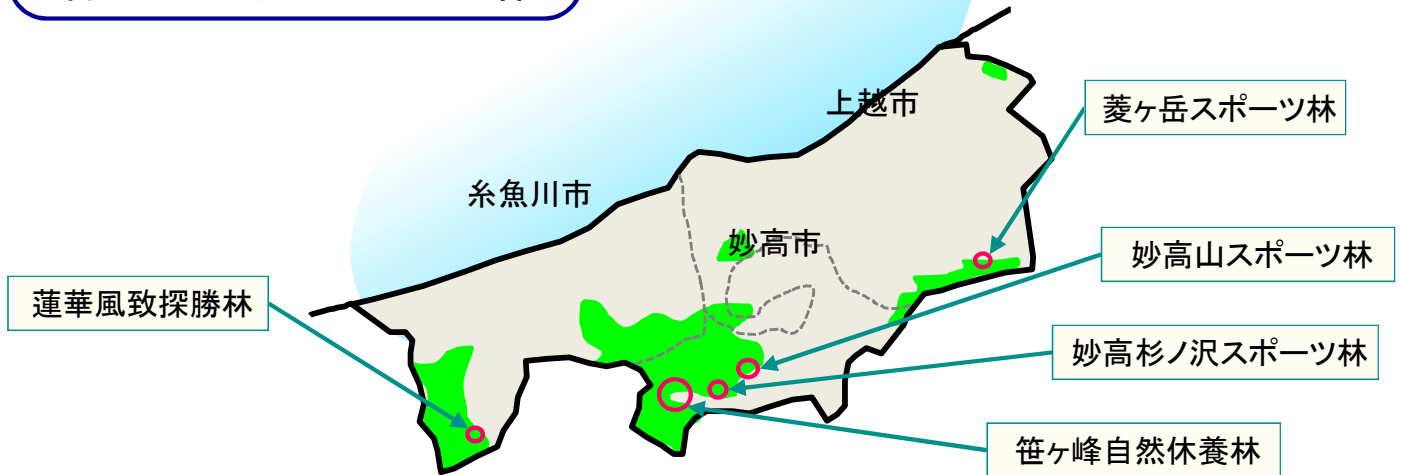 上越市
菱ヶ岳スポーツ林
糸魚川市
妙高市
妙高山スポーツ林
蓮華風致探勝林
妙高杉ノ沢スポーツ林
笹ヶ峰自然休養林